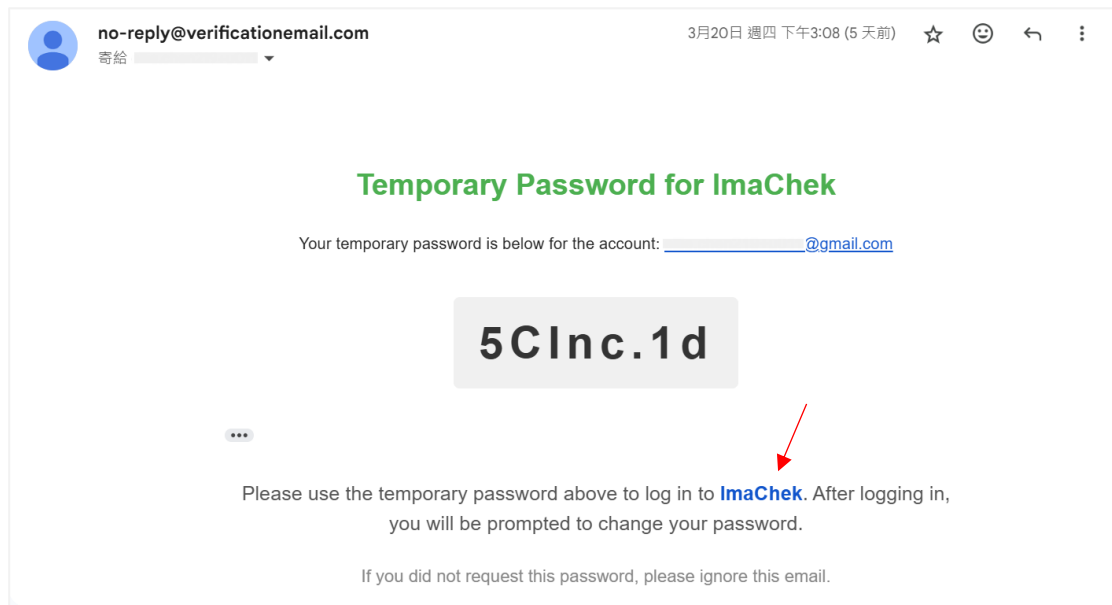 no-reply@verificationemail.com
3月20日 週四 下午3:08 (5 天前)
寄給
Temporary Password for ImaChek
Your temporary password is below for the account: @gmail.com
5CInc.1d
Please use the temporary password above to log in to ImaChek. After logging in,
you will be prompted to change your password.
If you did not request this password, please ignore this email.